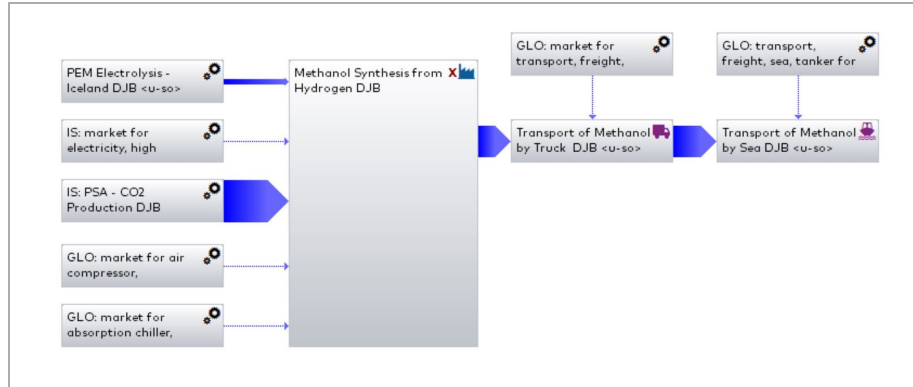 PEM Electrolysis -
Iceland DJB <u-so>
IS: market for
electricity, high
IS: PSA - CO2
Production DJB
GLO: market for air
compressor,
GLO: market for
absorption chiller,
Methanol Synthesis from X
Hydrogen DJB
GLO: market for
transport, freight,
Transport of Methanol
by Truck DJB <u-so>
GLO: transport,
freight, sea, tanker for
Transport of Methanol
by Sea DJB <u-so>